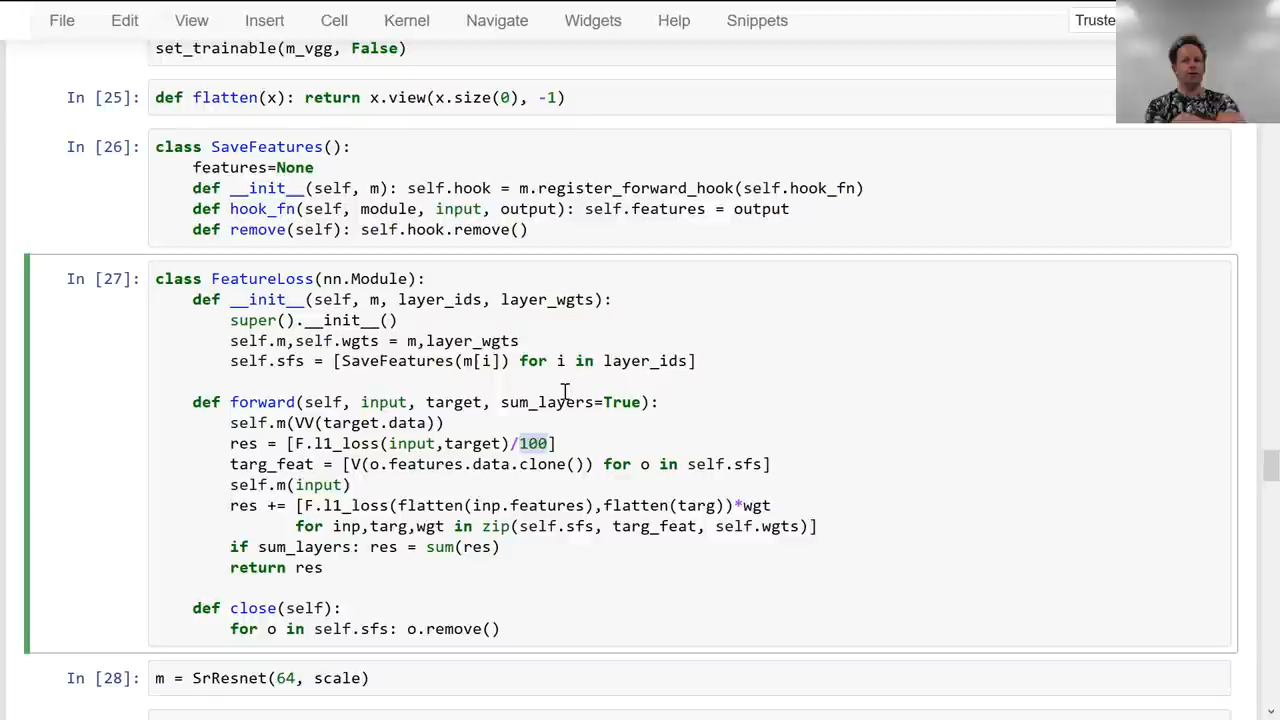 File Edit View Insert Cell Kernel Navigate Widgets Help Snippets Truste
set_trainable(m_vgg, False)
In [25]: def flatten(x): return x.view(x.size(0), -1)
In [26]: class SaveFeatures():
features=None
def __init__(self, m): self.hook = m.register_forward_hook(self.hook_fn)
def hook_fn(self, module, input, output): self.features = output
def remove(self): self.hook.remove()
In [27]: class FeatureLoss(nn.Module):
def __init__(self, m, layer_ids, layer_wgts):
super().__init__()
self.m,self.wgts = m,layer_wgts
self.sfs = [SaveFeatures(m[i]) for i in layer_ids]
def forward(self, input, target, sum_layers=True):
self.m(VV(target.data))
res = [F.l1_loss(input,target)/100]
targ_feat = [V(o.features.data.clone()) for o in self.sfs]
self.m(input)
res += [F.l1_loss(flatten(inp.features),flatten(targ))*wgt
for inp,targ,wgt in zip(self.sfs, targ_feat, self.wgts)]
if sum_layers: res = sum(res)
return res
def close(self):
for o in self.sfs: o.remove()
In [28]: m = SrResnet(64, scale)